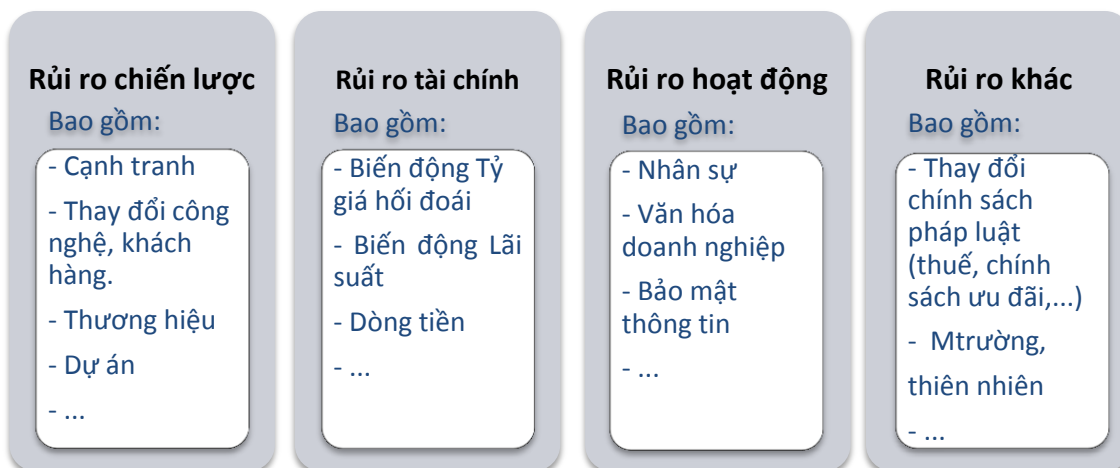 Rủi ro chiến lược
Bao gồm:
- Cạnh tranh
- Thay đổi công
nghệ, khách
hàng.
- Thương hiệu
- Dự án
- ...
Rủi ro tài chính
Bao gồm:
- Biến động Tỷ
giá hối đoái
- Biến động Lãi
suất
- Dòng tiền
- ...
Rủi ro hoạt động
Bao gồm:
- Nhân sự
- Văn hóa
doanh nghiệp
- Bảo mật
thông tin
- ...
Rủi ro khác
Bao gồm:
- Thay đổi
chính sách
pháp luật
(thuế, chính
sách ưu đãi,...)
- Mtrường,
thiên nhiên
- ...